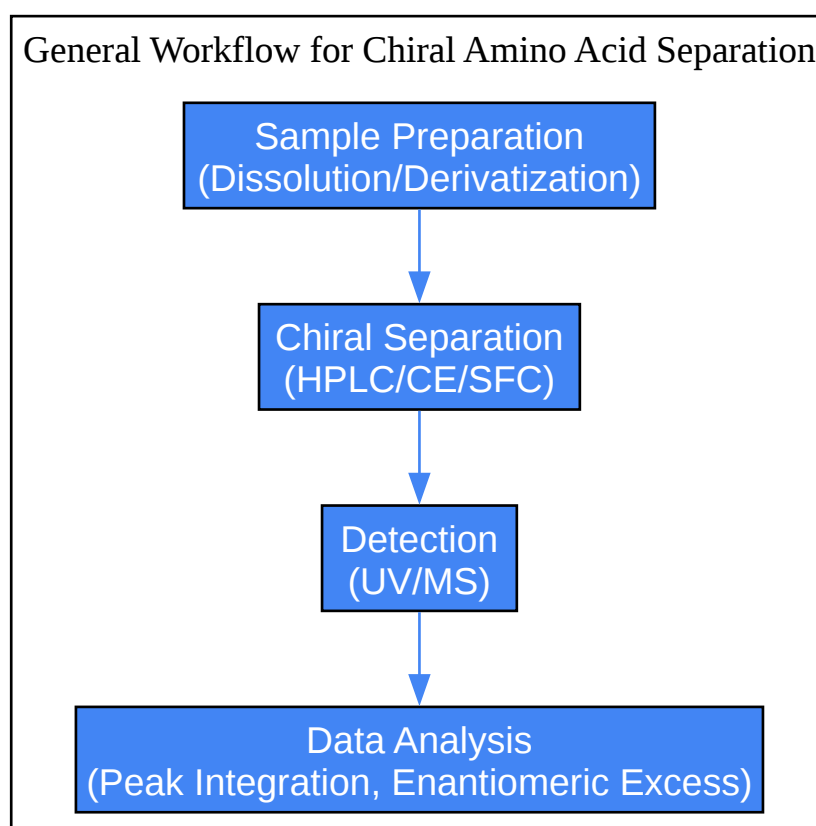 General Workflow for Chiral Amino Acid Separation
Sample Preparation
(Dissolution/Derivatization)
Chiral Separation
(HPLC/CE/SFC)
Detection
(UV/MS)
Data Analysis
(Peak Integration, Enantiomeric Excess)